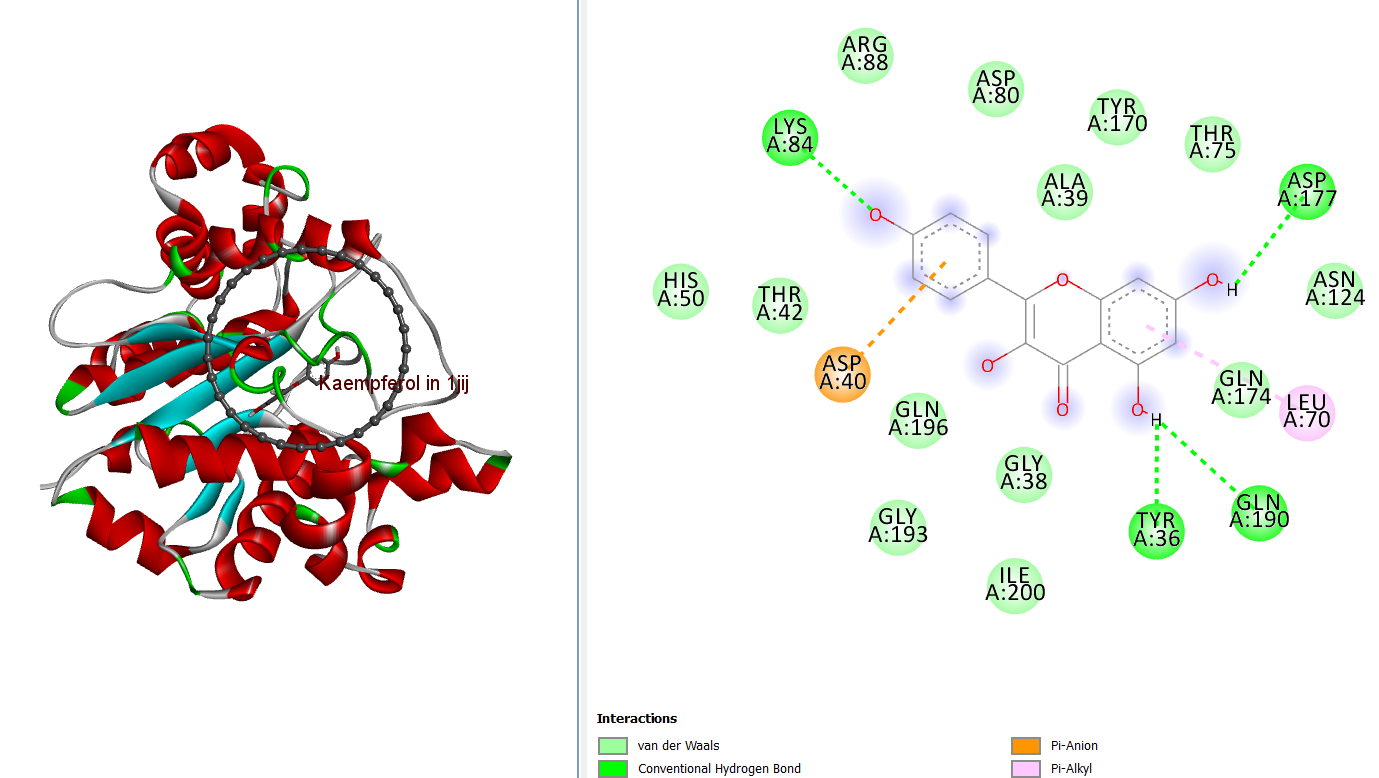 Kaempferol in 1jij
ARG
A:88
ASP
A:80
TYR
A:170
THR
A:75
LYS
A:84
ALA
A:39
ASP
A:177
HIS
A:50
THR
A:42
ASN
A:124
ASP
A:40
GLN
A:196
GLN
A:174
LEU
A:70
GLY
A:38
GLY
A:193
TYR
A:36
GLN
A:190
ILE
A:200
O
O
O
H
O
O
O
H
Interactions
van der Waals
Conventional Hydrogen Bond
Pi-Anion
Pi-Alkyl